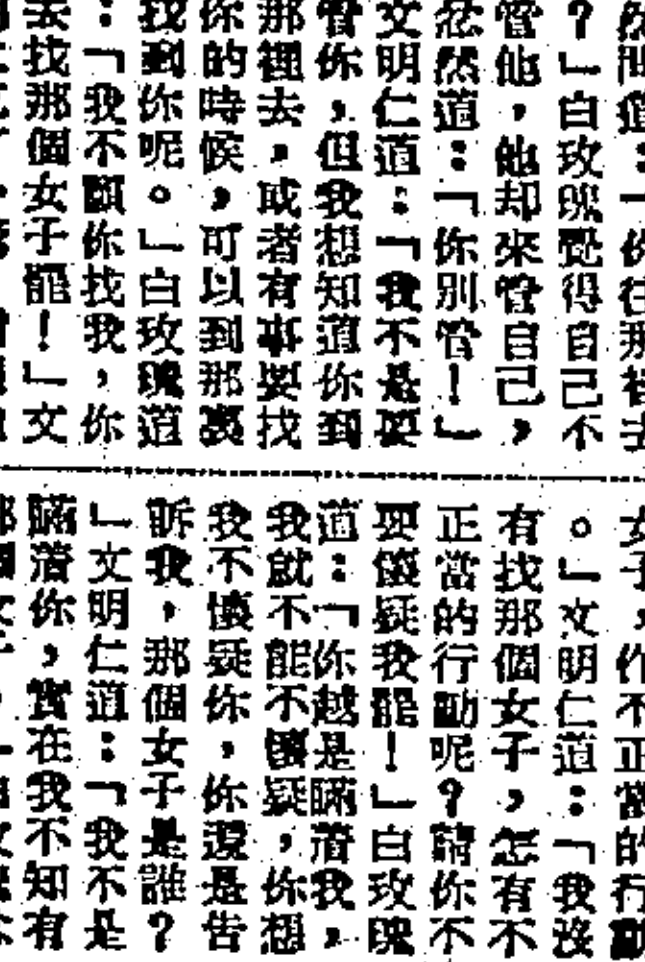 然問道：「你往那裡去
？」白玫瑰覺得自己不
管他，他却來管自己，
忿然道：「你別管！」
文明仁道：「我不是要
管你，但我想知道你到
那裡去，或者有事要找
你的時候，可以到那裏
找到你呢。」白玫瑰道
：「我不願你找我，你
去找那個女子罷！」文
女子，作不正當的行動
。」文明仁道：「我沒
有找那個女子，怎有不
正當的行動呢？請你不
要懷疑我罷！」白玫瑰
道：「你越是瞞着我，
我就不能不懷疑，你想
我不懷疑你，你還是告
訴我，那個女子是誰？
」文明仁道：「我不是
瞞着你，實在我不知有